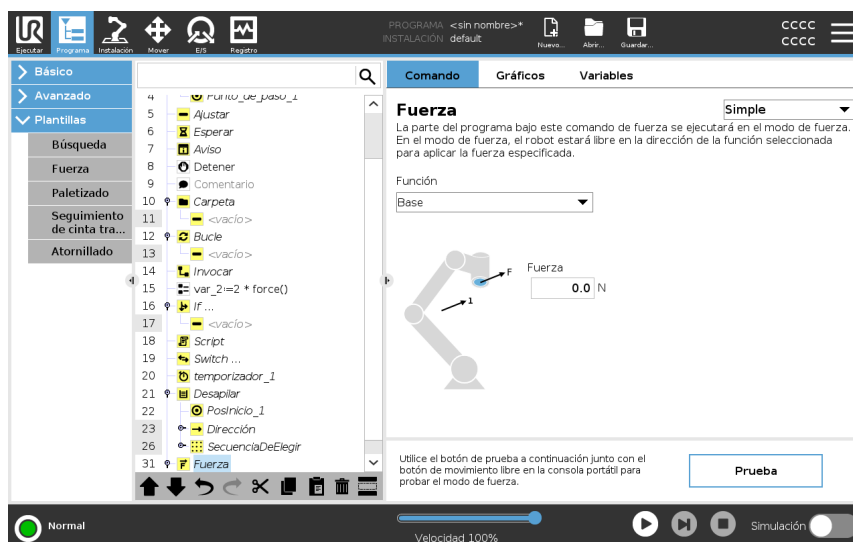 PROGRAMA <sin nombre>*
INSTALACIÓN default
CCCC
CCCC
Ejecutar Programa Instalación Mover E/S Registro Nuevo... Abrir... Guardar...
Básico
Avanzado
Plantillas
Búsqueda
Fuerza
Paletizado
Seguimiento
de cinta tra...
Atornillado
4 Punto_de_paso_1
5 Ajustar
6 Esperar
7 Aviso
8 Detener
9 Comentario
10 Carpeta
11 <vacío>
12 Bucle
13 <vacío>
14 Invocar
15 var_2:=2 * force()
16 If ...
17 <vacío>
18 Script
19 Switch ...
20 temporizador_1
21 Desapilar
22 PosInicio_1
23 Dirección
26 SecuenciaDeElegir
31 Fuerza
Comando Gráficos Variables
Fuerza
Simple
La parte del programa bajo este comando de fuerza se ejecutará en el modo de fuerza.
En el modo de fuerza, el robot estará libre en la dirección de la función seleccionada
para aplicar la fuerza especificada.
Función
Base
F
1
Fuerza
0.0 N
Utilice el botón de prueba a continuación junto con el
botón de movimiento libre en la consola portátil para
probar el modo de fuerza.
Prueba
Normal
Velocidad 100%
Simulación